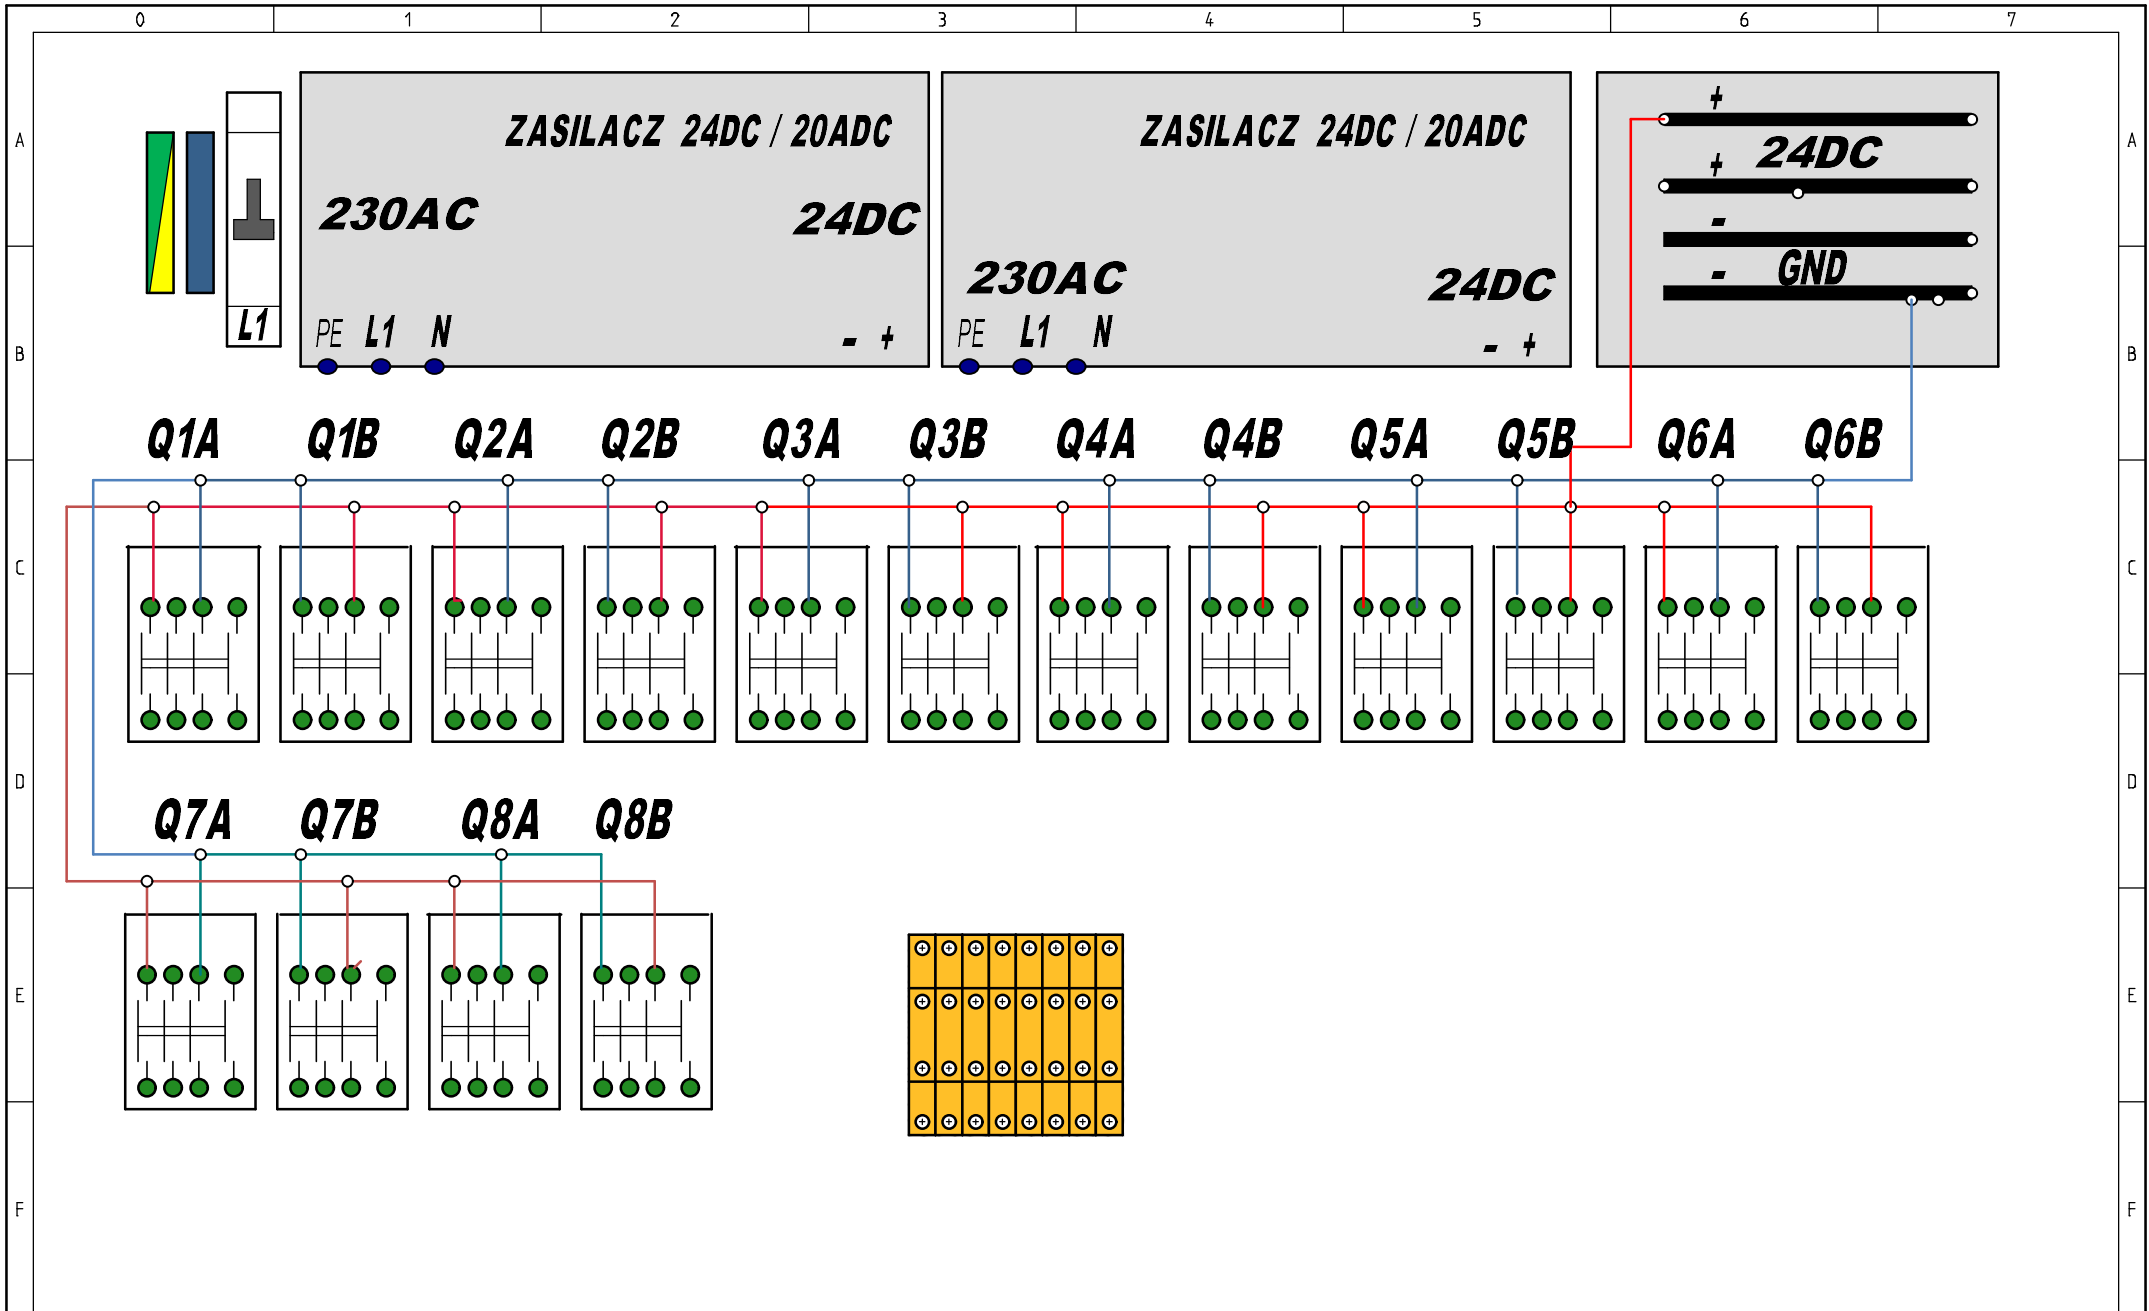 0 1 2 3 4 5 6 7
A A
+
ZASILACZ 24DC / 20ADC ZASILACZ 24DC / 20ADC
24DC
+
230AC 24DC
-
230AC 24DC
- GND
L1
PE L1 N - + PE L1 N - +
B B
Q1A Q1B Q2A Q2B Q3A Q3B Q4A Q4B Q5A Q5B Q6A Q6B
C C
D D
Q7A Q7B Q8A Q8B
E E
F F